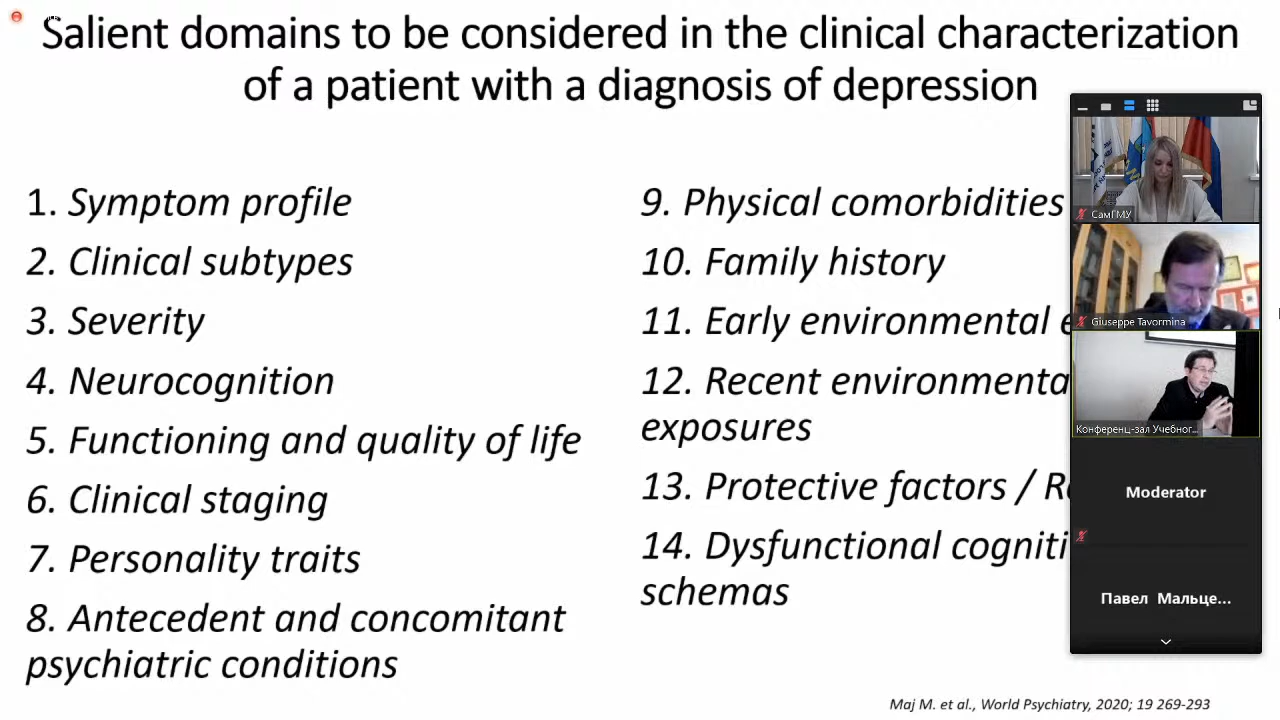 Salient domains to be considered in the clinical characterization
of a patient with a diagnosis of depression
1. Symptom profile
2. Clinical subtypes
3. Severity
4. Neurocognition
5. Functioning and quality of life
6. Clinical staging
7. Personality traits
8. Antecedent and concomitant
psychiatric conditions
9. Physical comorbidities
10. Family history
11. Early environmental
12. Recent environmenta
exposures
13. Protective factors / R
14. Dysfunctional cogniti
schemas
Maj M. et al., World Psychiatry, 2020; 19 269-293
СамГМУ
Giuseppe Tavormina
Конференц-зал Учебног...
Moderator
Павел Мальце...